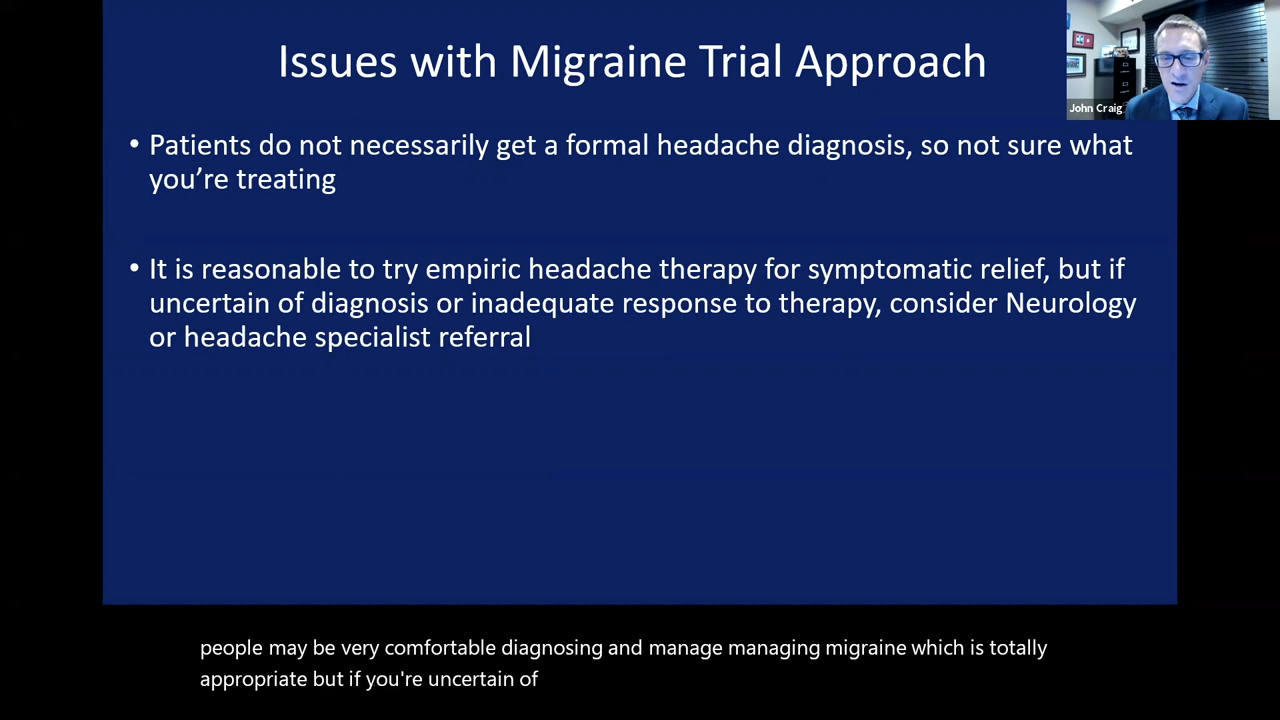 Issues with Migraine Trial Approach
John Craig
• Patients do not necessarily get a formal headache diagnosis, so not sure what
you're treating
• It is reasonable to try empiric headache therapy for symptomatic relief, but if
uncertain of diagnosis or inadequate response to therapy, consider Neurology
or headache specialist referral
people may be very comfortable diagnosing and manage managing migraine which is totally
appropriate but if you're uncertain of